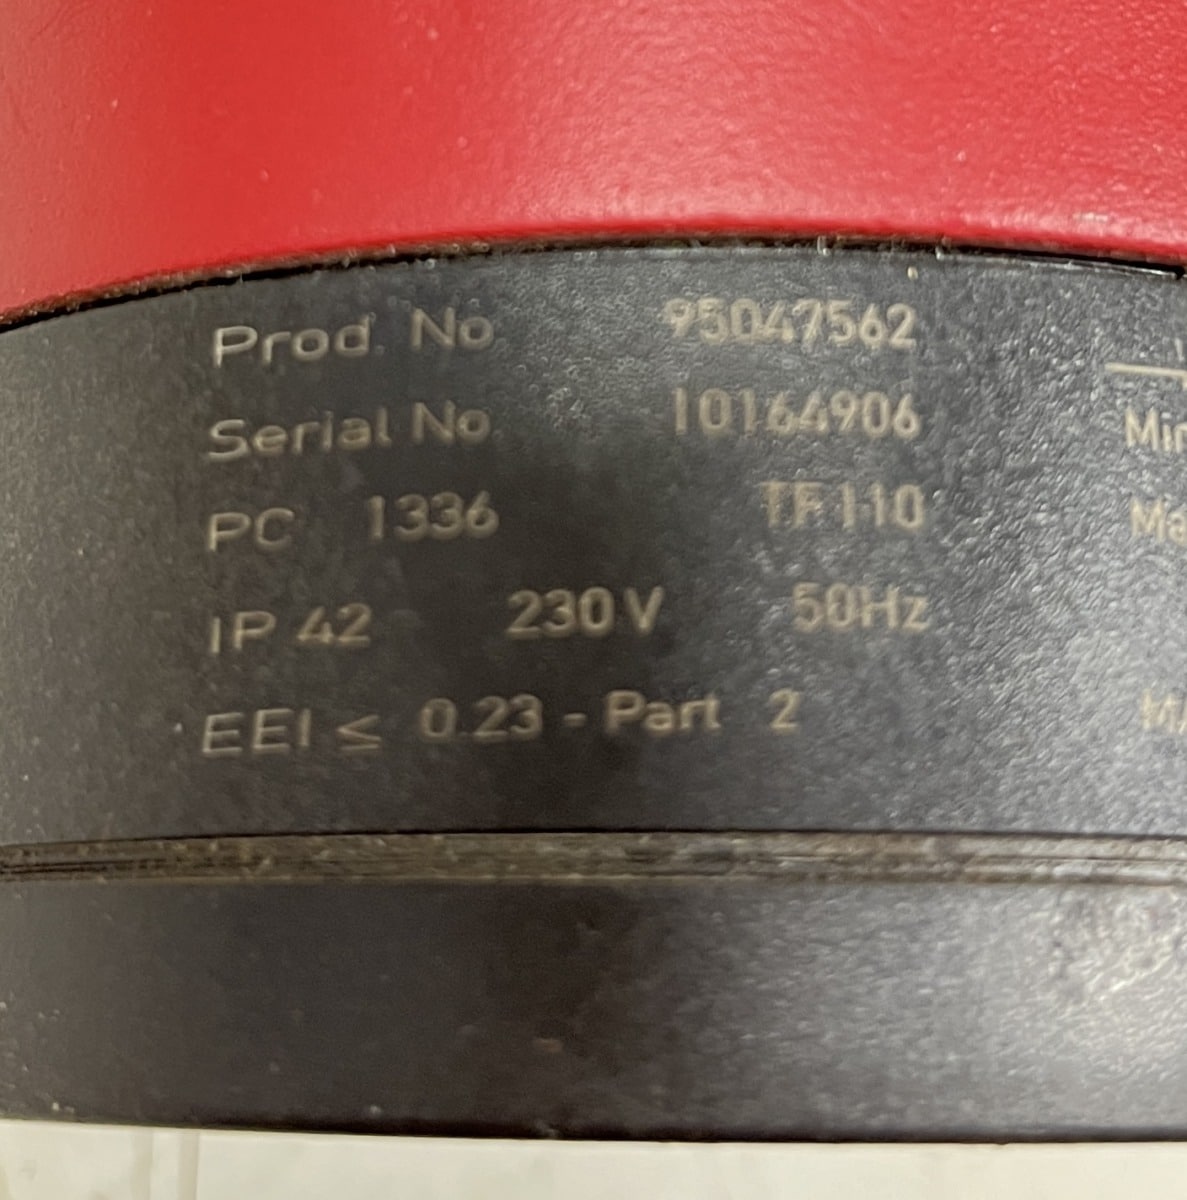 Prod. No 95047562
Serial No. 10164906
PC 1336 TF110
IP 42 230V 50Hz
EEI ≤ 0.23 - Part 2